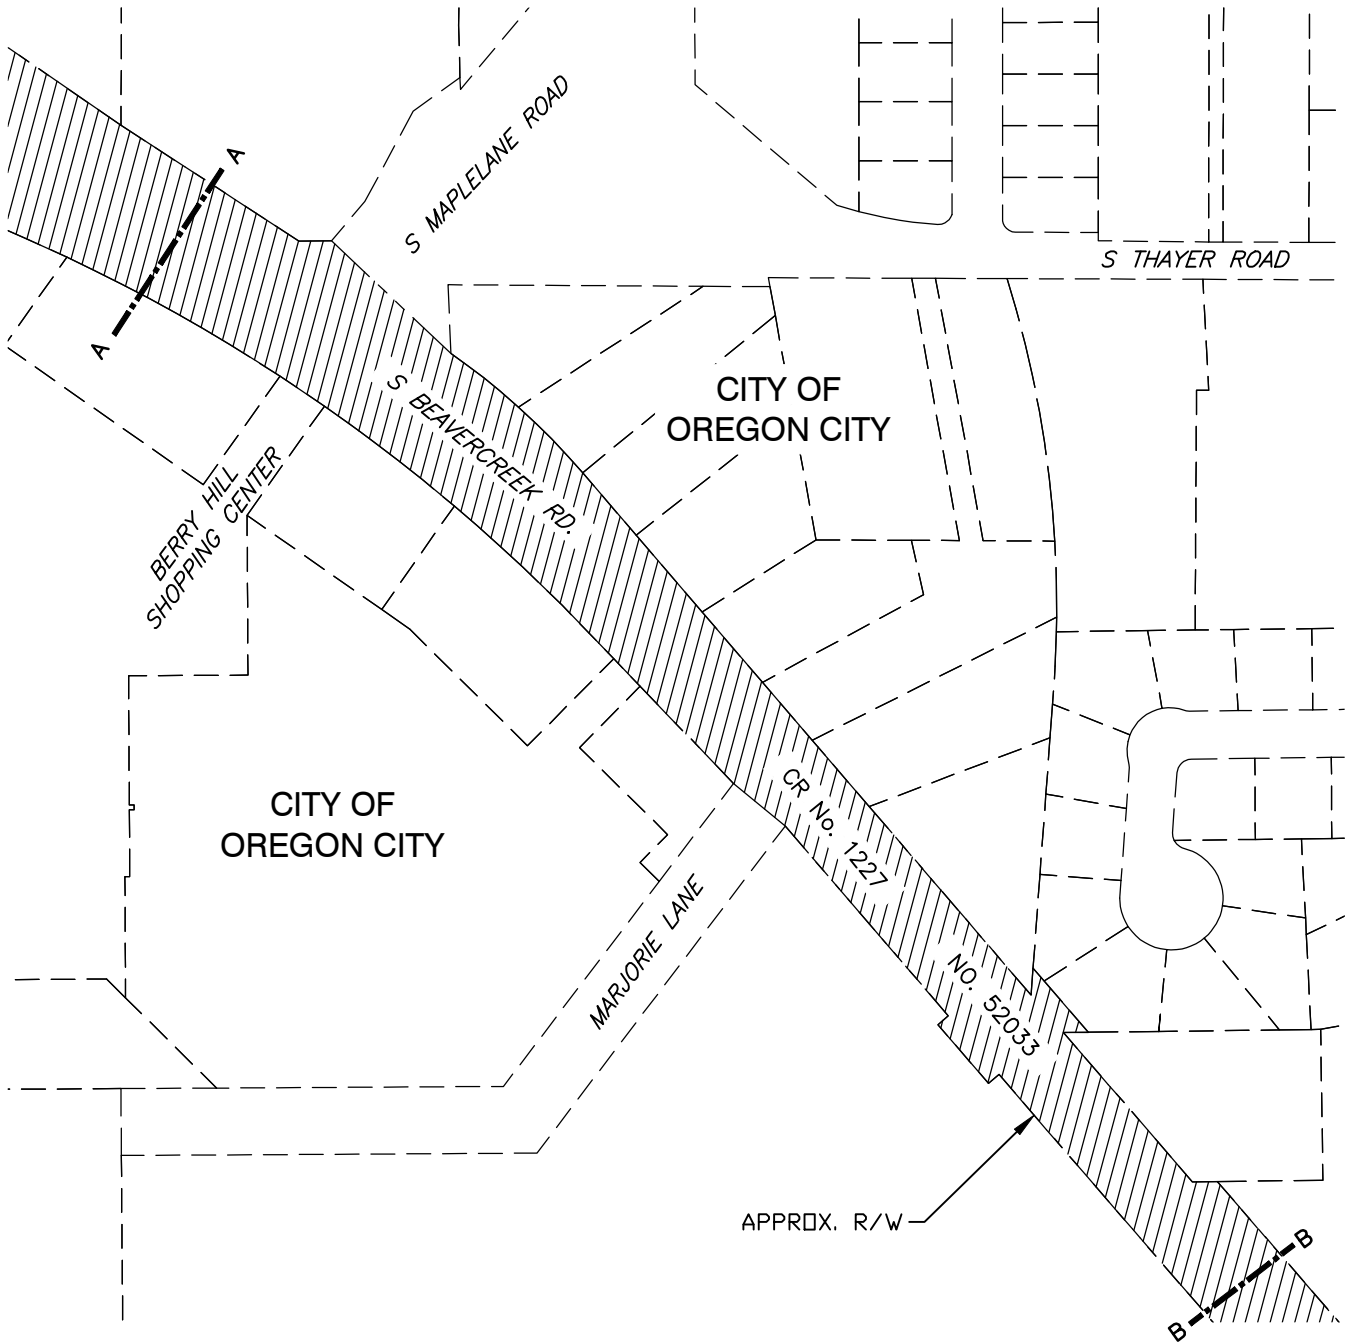 A
S MAPLELANE ROAD
S THAYER ROAD
A
CITY OF
OREGON CITY
S BEAVERCREEK RD.
BERRY HILL
SHOPPING CENTER
CITY OF
OREGON CITY
CR No. 1227
MARJORIE LANE
NO. 52033
APPROX. R/W
B
B